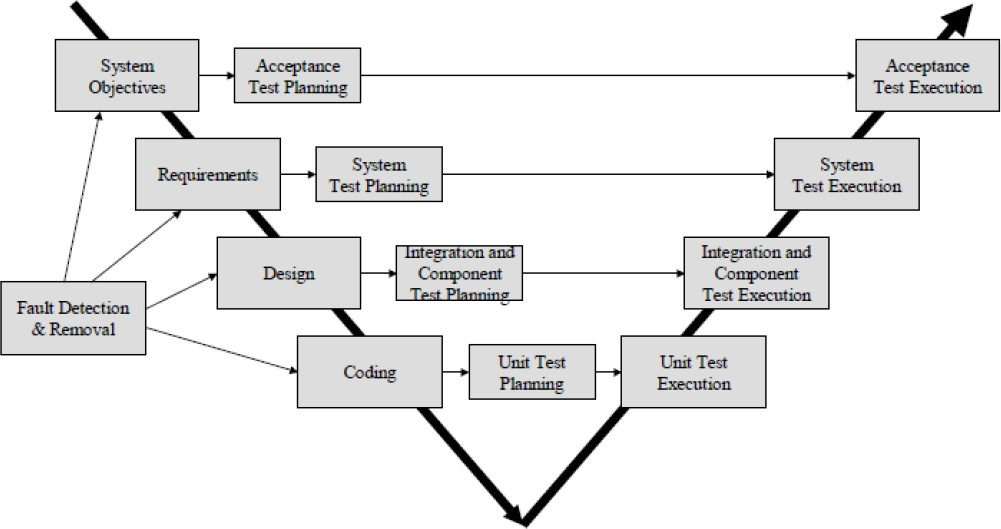 System
Objectives
Acceptance
Test Planning
Acceptance
Test Execution
Requirements
System
Test Planning
System
Test Execution
Design
Integration and
Component
Test Planning
Integration and
Component
Test Execution
Fault Detection
& Removal
Coding
Unit Test
Planning
Unit Test
Execution